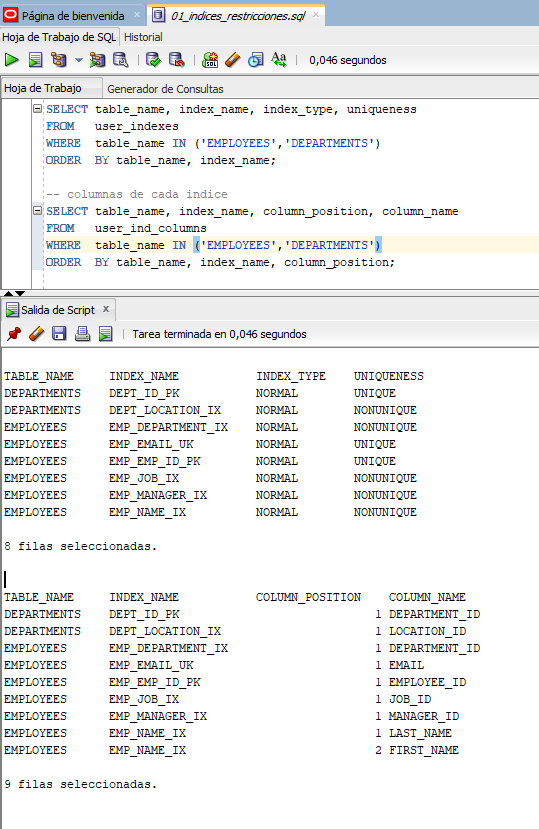 Página de bienvenida × 01_indices_restricciones.sql ×
Hoja de Trabajo de SQL Historial
0,046 segundos
Hoja de Trabajo Generador de Consultas
SELECT table_name, index_name, index_type, uniqueness
FROM user_indexes
WHERE table_name IN ('EMPLOYEES','DEPARTMENTS')
ORDER BY table_name, index_name;
-- columnas de cada indice
SELECT table_name, index_name, column_position, column_name
FROM user_ind_columns
WHERE table_name IN ('EMPLOYEES','DEPARTMENTS')
ORDER BY table_name, index_name, column_position;
Salida de Script ×
Tarea terminada en 0,046 segundos
TABLE_NAME INDEX_NAME INDEX_TYPE UNIQUENESS
DEPARTMENTS DEPT_ID_PK NORMAL UNIQUE
DEPARTMENTS DEPT_LOCATION_IX NORMAL NONUNIQUE
EMPLOYEES EMP_DEPARTMENT_IX NORMAL NONUNIQUE
EMPLOYEES EMP_EMAIL_UK NORMAL UNIQUE
EMPLOYEES EMP_EMP_ID_PK NORMAL UNIQUE
EMPLOYEES EMP_JOB_IX NORMAL NONUNIQUE
EMPLOYEES EMP_MANAGER_IX NORMAL NONUNIQUE
EMPLOYEES EMP_NAME_IX NORMAL NONUNIQUE
8 filas seleccionadas.
TABLE_NAME INDEX_NAME COLUMN_POSITION COLUMN_NAME
DEPARTMENTS DEPT_ID_PK 1 DEPARTMENT_ID
DEPARTMENTS DEPT_LOCATION_IX 1 LOCATION_ID
EMPLOYEES EMP_DEPARTMENT_IX 1 DEPARTMENT_ID
EMPLOYEES EMP_EMAIL_UK 1 EMAIL
EMPLOYEES EMP_EMP_ID_PK 1 EMPLOYEE_ID
EMPLOYEES EMP_JOB_IX 1 JOB_ID
EMPLOYEES EMP_MANAGER_IX 1 MANAGER_ID
EMPLOYEES EMP_NAME_IX 1 LAST_NAME
EMPLOYEES EMP_NAME_IX 2 FIRST_NAME
9 filas seleccionadas.